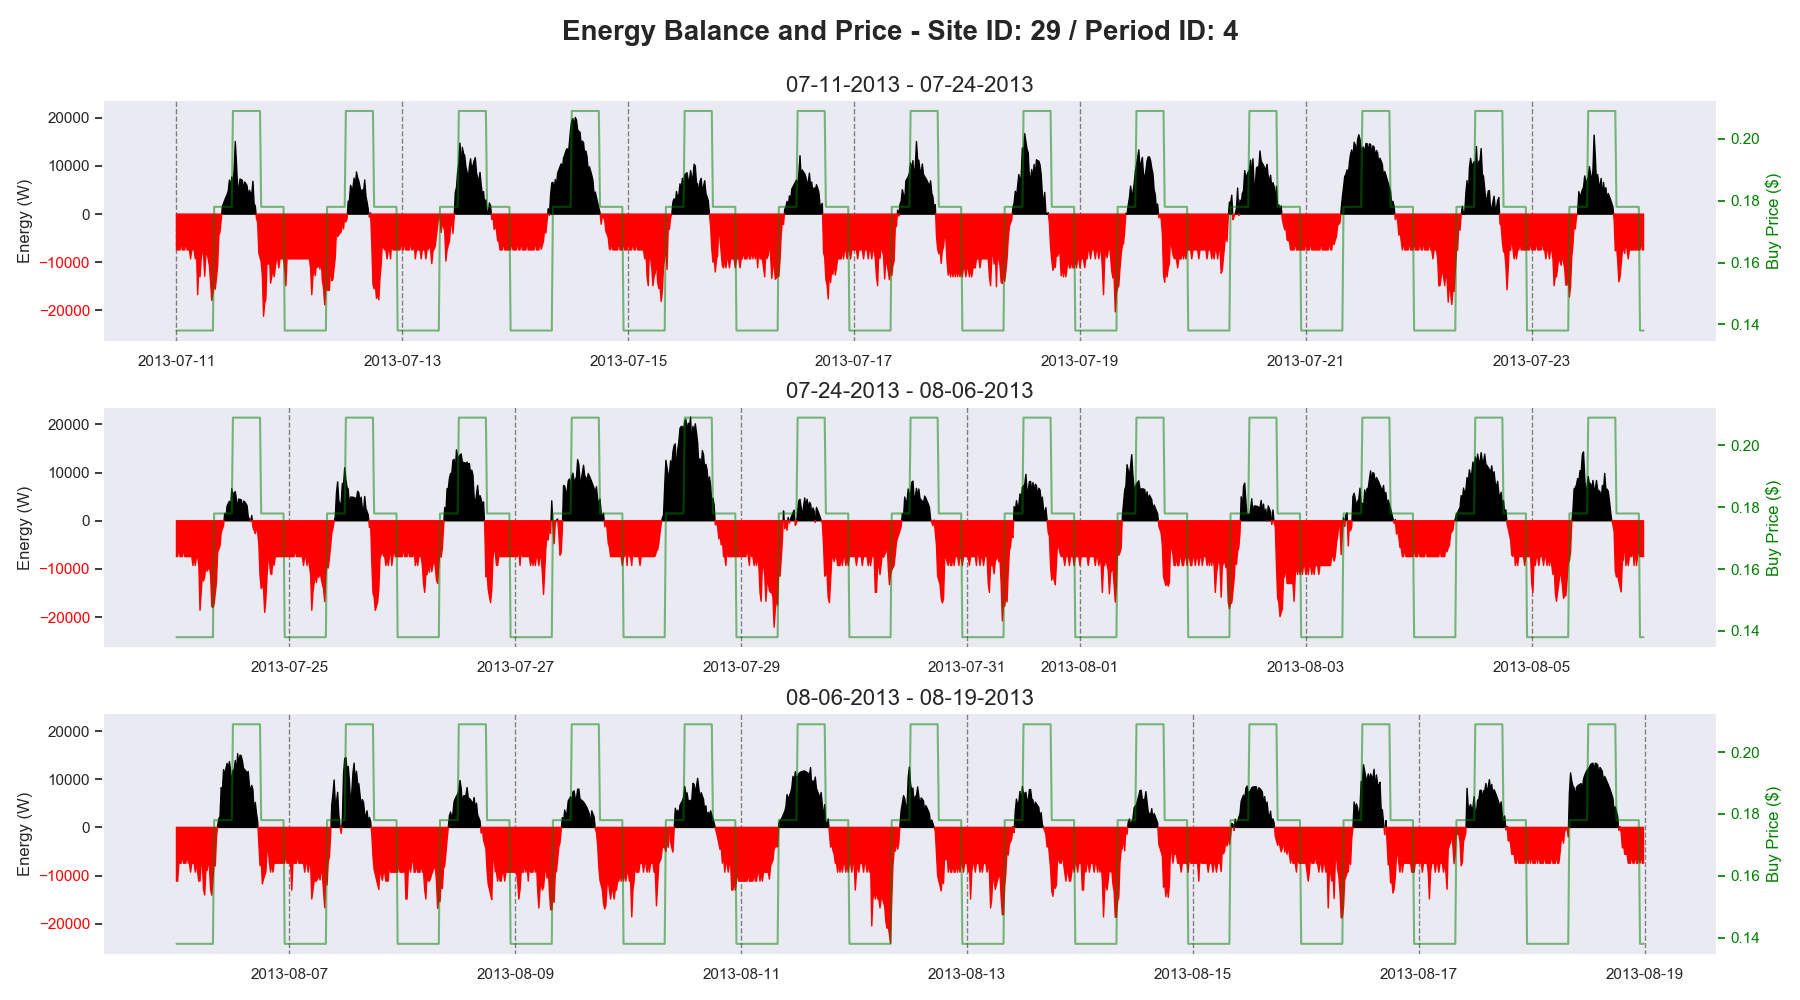 Energy Balance and Price - Site ID: 29 / Period ID: 4
07-11-2013 - 07-24-2013
Energy (W)
20000
10000
0
−10000
−20000
0.20
0.18
0.16
0.14
Buy Price ($)
2013-07-11 2013-07-13 2013-07-15 2013-07-17 2013-07-19 2013-07-21 2013-07-23
07-24-2013 - 08-06-2013
Energy (W)
20000
10000
0
−10000
−20000
0.20
0.18
0.16
0.14
Buy Price ($)
2013-07-25 2013-07-27 2013-07-29 2013-07-31 2013-08-01 2013-08-03 2013-08-05
08-06-2013 - 08-19-2013
Energy (W)
20000
10000
0
−10000
−20000
0.20
0.18
0.16
0.14
Buy Price ($)
2013-08-07 2013-08-09 2013-08-11 2013-08-13 2013-08-15 2013-08-17 2013-08-19